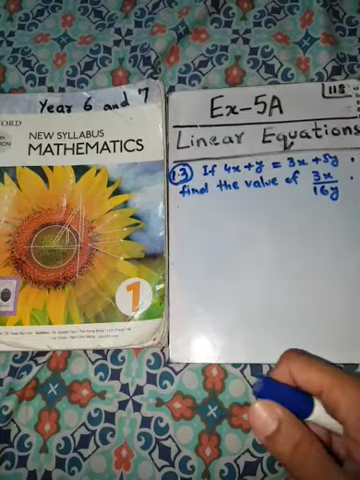 Year 6 and 7
NEW SYLLABUS
MATHEMATICS
1
118
Ex-5A
Linear Equations
13 If 4x+y = 3x+5y
find the value of 3x/16y